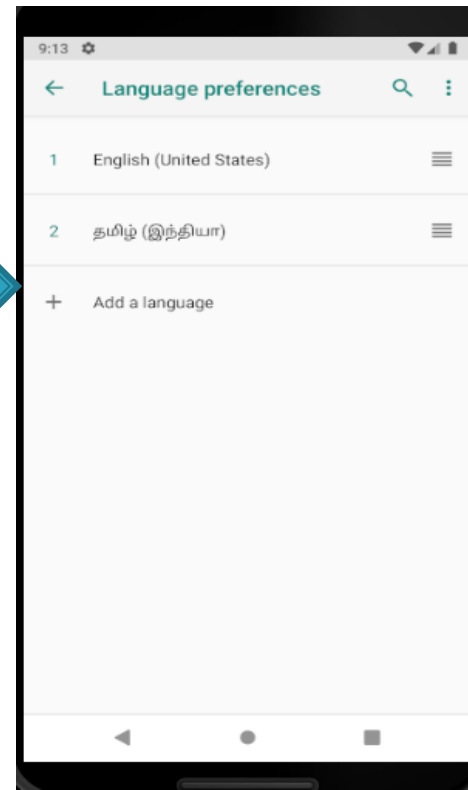 9:13
Language preferences
1 English (United States)
2 தமிழ் (இந்தியா)
+ Add a language